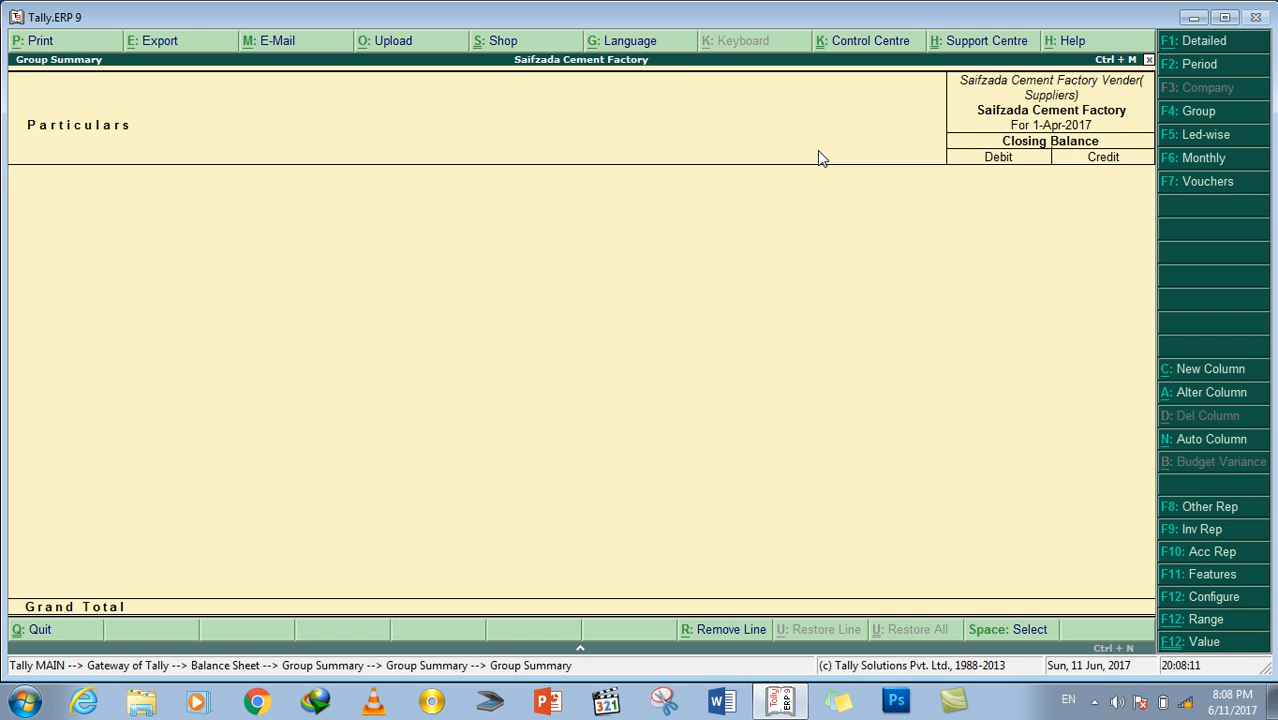 Tally.ERP 9
P: Print
E: Export
M: E-Mail
O: Upload
S: Shop
G: Language
K: Keyboard
K: Control Centre
H: Support Centre
H: Help
Group Summary
Saifzada Cement Factory
Ctrl + M
Particulars
Saifzada Cement Factory Vender(
Suppliers)
Saifzada Cement Factory
For 1-Apr-2017
Closing Balance
Debit
Credit
F1: Detailed
F2: Period
F3: Company
F4: Group
F5: Led-wise
F6: Monthly
F7: Vouchers
C: New Column
A: Alter Column
D: Del Column
N: Auto Column
B: Budget Variance
F8: Other Rep
F9: Inv Rep
F10: Acc Rep
F11: Features
F12: Configure
F12: Range
F12: Value
Grand Total
Q: Quit
R: Remove Line
U: Restore Line
U: Restore All
Space: Select
Ctrl + N
Tally MAIN --> Gateway of Tally --> Balance Sheet --> Group Summary --> Group Summary --> Group Summary
(c) Tally Solutions Pvt. Ltd., 1988-2013
Sun, 11 Jun, 2017
20:08:11
321
Tally
ERP 9
Ps
EN
8:08 PM
6/11/2017